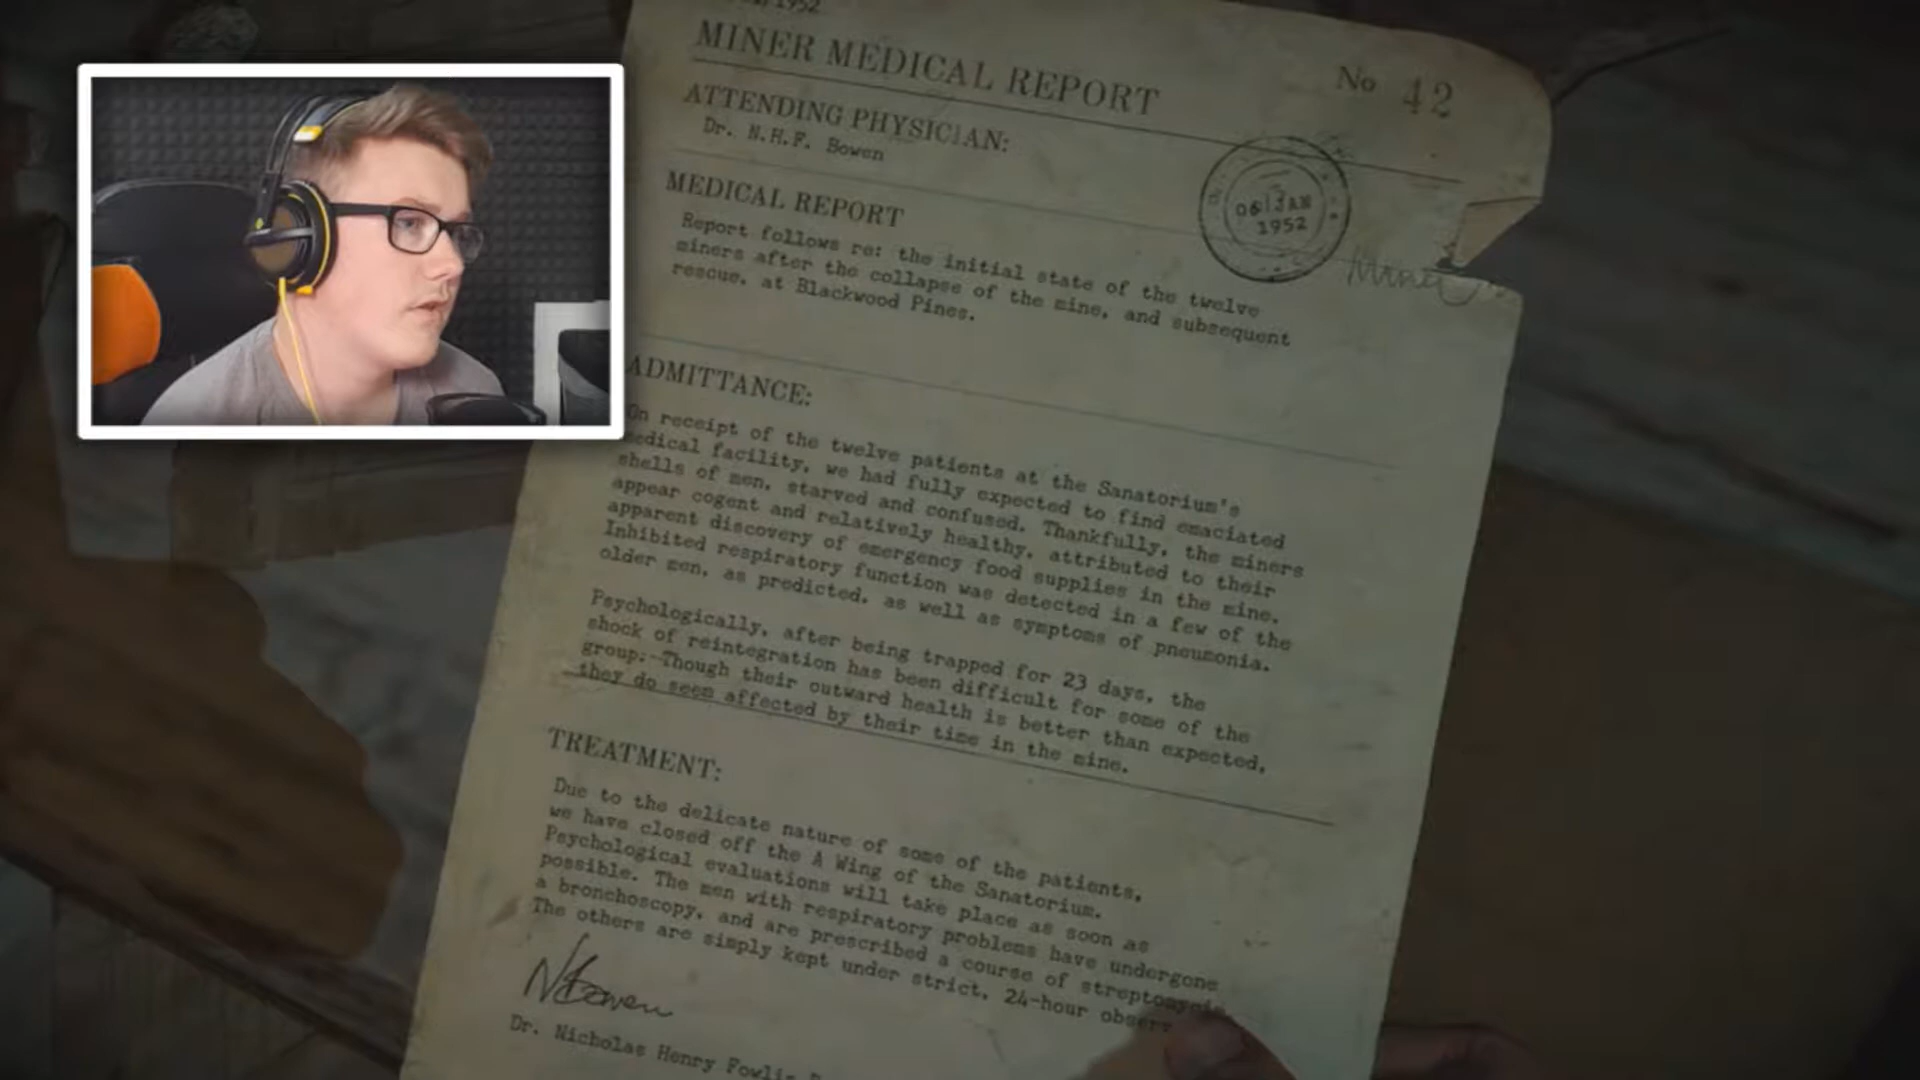 1952
MINER MEDICAL REPORT
No 42
ATTENDING PHYSICIAN:
Dr. N.H.F. Bowen
06 JAN
1952
MEDICAL REPORT
Report follows re: the initial state of the twelve
miners after the collapse of the mine, and subsequent
rescue, at Blackwood Pines.
Miner
ADMITTANCE:
On receipt of the twelve patients at the Sanatorium's
medical facility, we had fully expected to find emaciated
shells of men, starved and confused. Thankfully, the miners
appear cogent and relatively healthy, attributed to their
apparent discovery of emergency food supplies in the mine.
Inhibited respiratory function was detected in a few of the
older men, as predicted, as well as symptoms of pneumonia.
Psychologically, after being trapped for 23 days, the
shock of reintegration has been difficult for some of the
group; Though their outward health is better than expected,
they do seem affected by their time in the mine.
TREATMENT:
Due to the delicate nature of some of the patients,
we have closed off the A Wing of the Sanatorium.
Psychological evaluations will take place as soon as
possible. The men with respiratory problems have undergone
a bronchoscopy, and are prescribed a course of streptomycin
The others are simply kept under strict, 24-hour observ
NBowen
Dr. Nicholas Henry Fowli